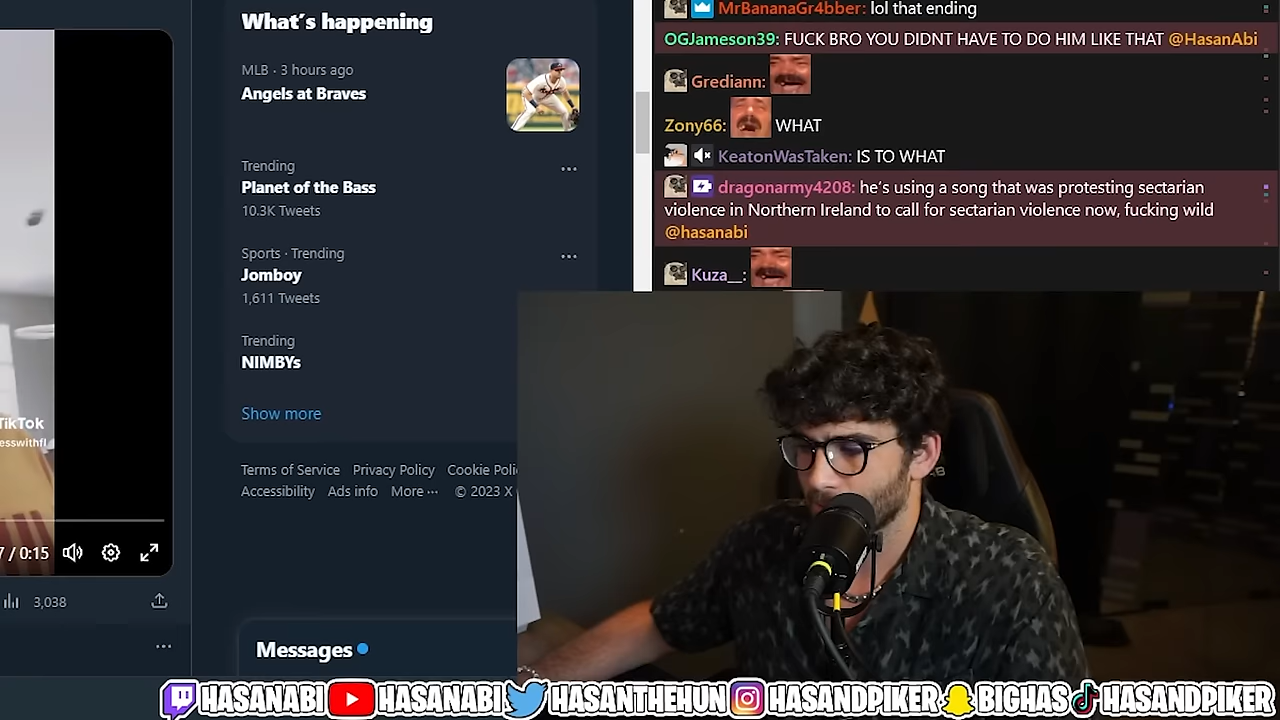 What's happening
MLB · 3 hours ago
Angels at Braves
Trending
Planet of the Bass
10.3K Tweets
Sports · Trending
Jomboy
1,611 Tweets
Trending
NIMBYs
Show more
Terms of Service Privacy Policy Cookie
Accessibility Ads info More ··· © 2023 X
Messages
TikTok
esswithfl
7 / 0:15
3,038
MrBananaGr4bber: lol that ending
OGJameson39: FUCK BRO YOU DIDNT HAVE TO DO HIM LIKE THAT @HasanAbi
Grediann:
Zony66: WHAT
KeatonWasTaken: IS TO WHAT
dragonarmy4208: he's using a song that was protesting sectarian
violence in Northern Ireland to call for sectarian violence now, fucking wild
@hasanabi
Kuza__:
HASANABI HASANABI HASANTHEHUN HASANDPIKER BIGHAS HASANDPIKER